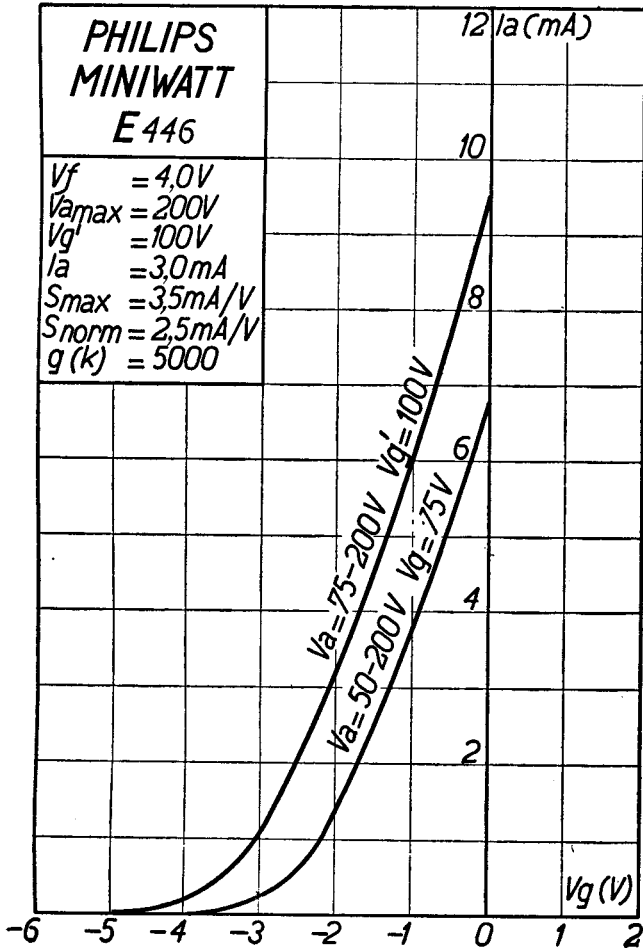 PHILIPS
MINIWATT
E 446
Vf = 4,0V
Vamax = 200V
Vg' = 100V
Ia = 3,0mA
Smax = 3,5mA/V
Snorm = 2,5mA/V
g(k) = 5000
12 Ia (mA)
10
8
6
4
2
Va=75-200V Vg'=100V
Va=50-200V Vg=75V
Vg (V)
-6 -5 -4 -3 -2 -1 0 1 2